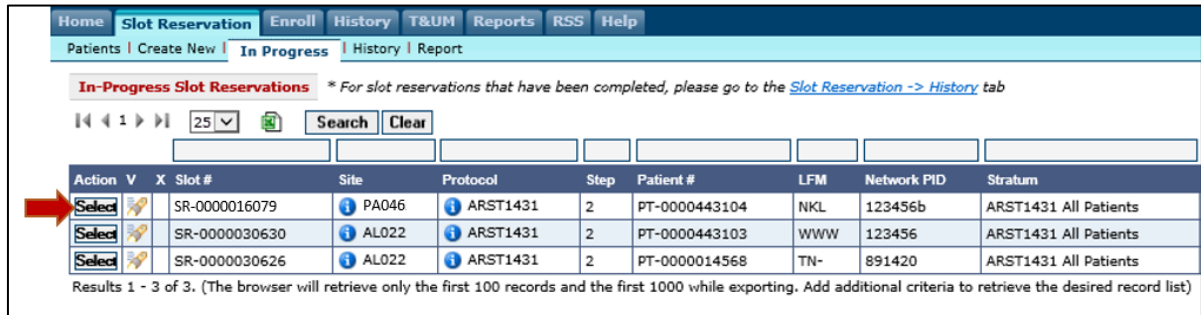 Home Slot Reservation Enroll History T&UM Reports RSS Help
Patients | Create New | In Progress | History | Report
In-Progress Slot Reservations * For slot reservations that have been completed, please go to the Slot Reservation -> History tab
1 25 Search Clear
Action V X Slot# Site Protocol Step Patient # LFM Network PID Stratum
Select SR-0000016079 PA046 ARST1431 2 PT-0000443104 NKL 123456b ARST1431 All Patients
Select SR-0000030630 AL022 ARST1431 2 PT-0000443103 WWW 123456 ARST1431 All Patients
Select SR-0000030626 AL022 ARST1431 2 PT-0000014568 TN- 891420 ARST1431 All Patients
Results 1 - 3 of 3. (The browser will retrieve only the first 100 records and the first 1000 while exporting. Add additional criteria to retrieve the desired record list)